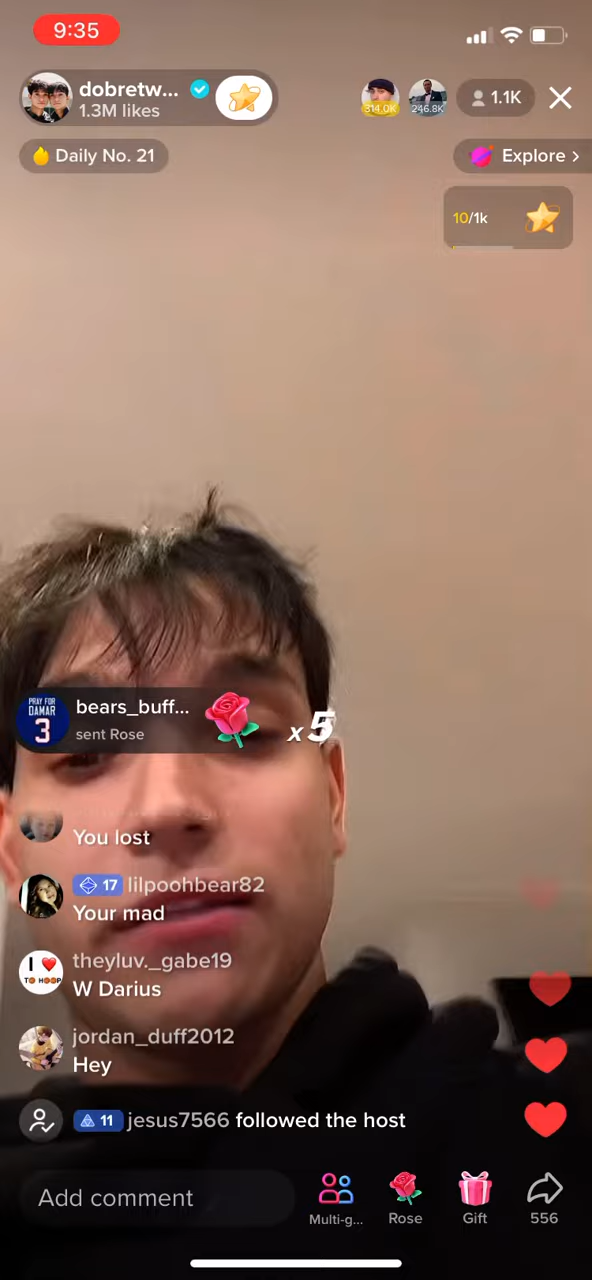 9:35
dobretw...
1.3M likes
314.0K
246.8K
1.1K
Daily No. 21
Explore >
10/1k
PRAY FOR
DAMAR
3
bears_buff...
sent Rose
x5
You lost
17 lilpoohbear82
Your mad
I ❤
TO HOOP
theyluv._gabe19
W Darius
jordan_duff2012
Hey
11 jesus7566 followed the host
Add comment
Multi-g...
Rose
Gift
556